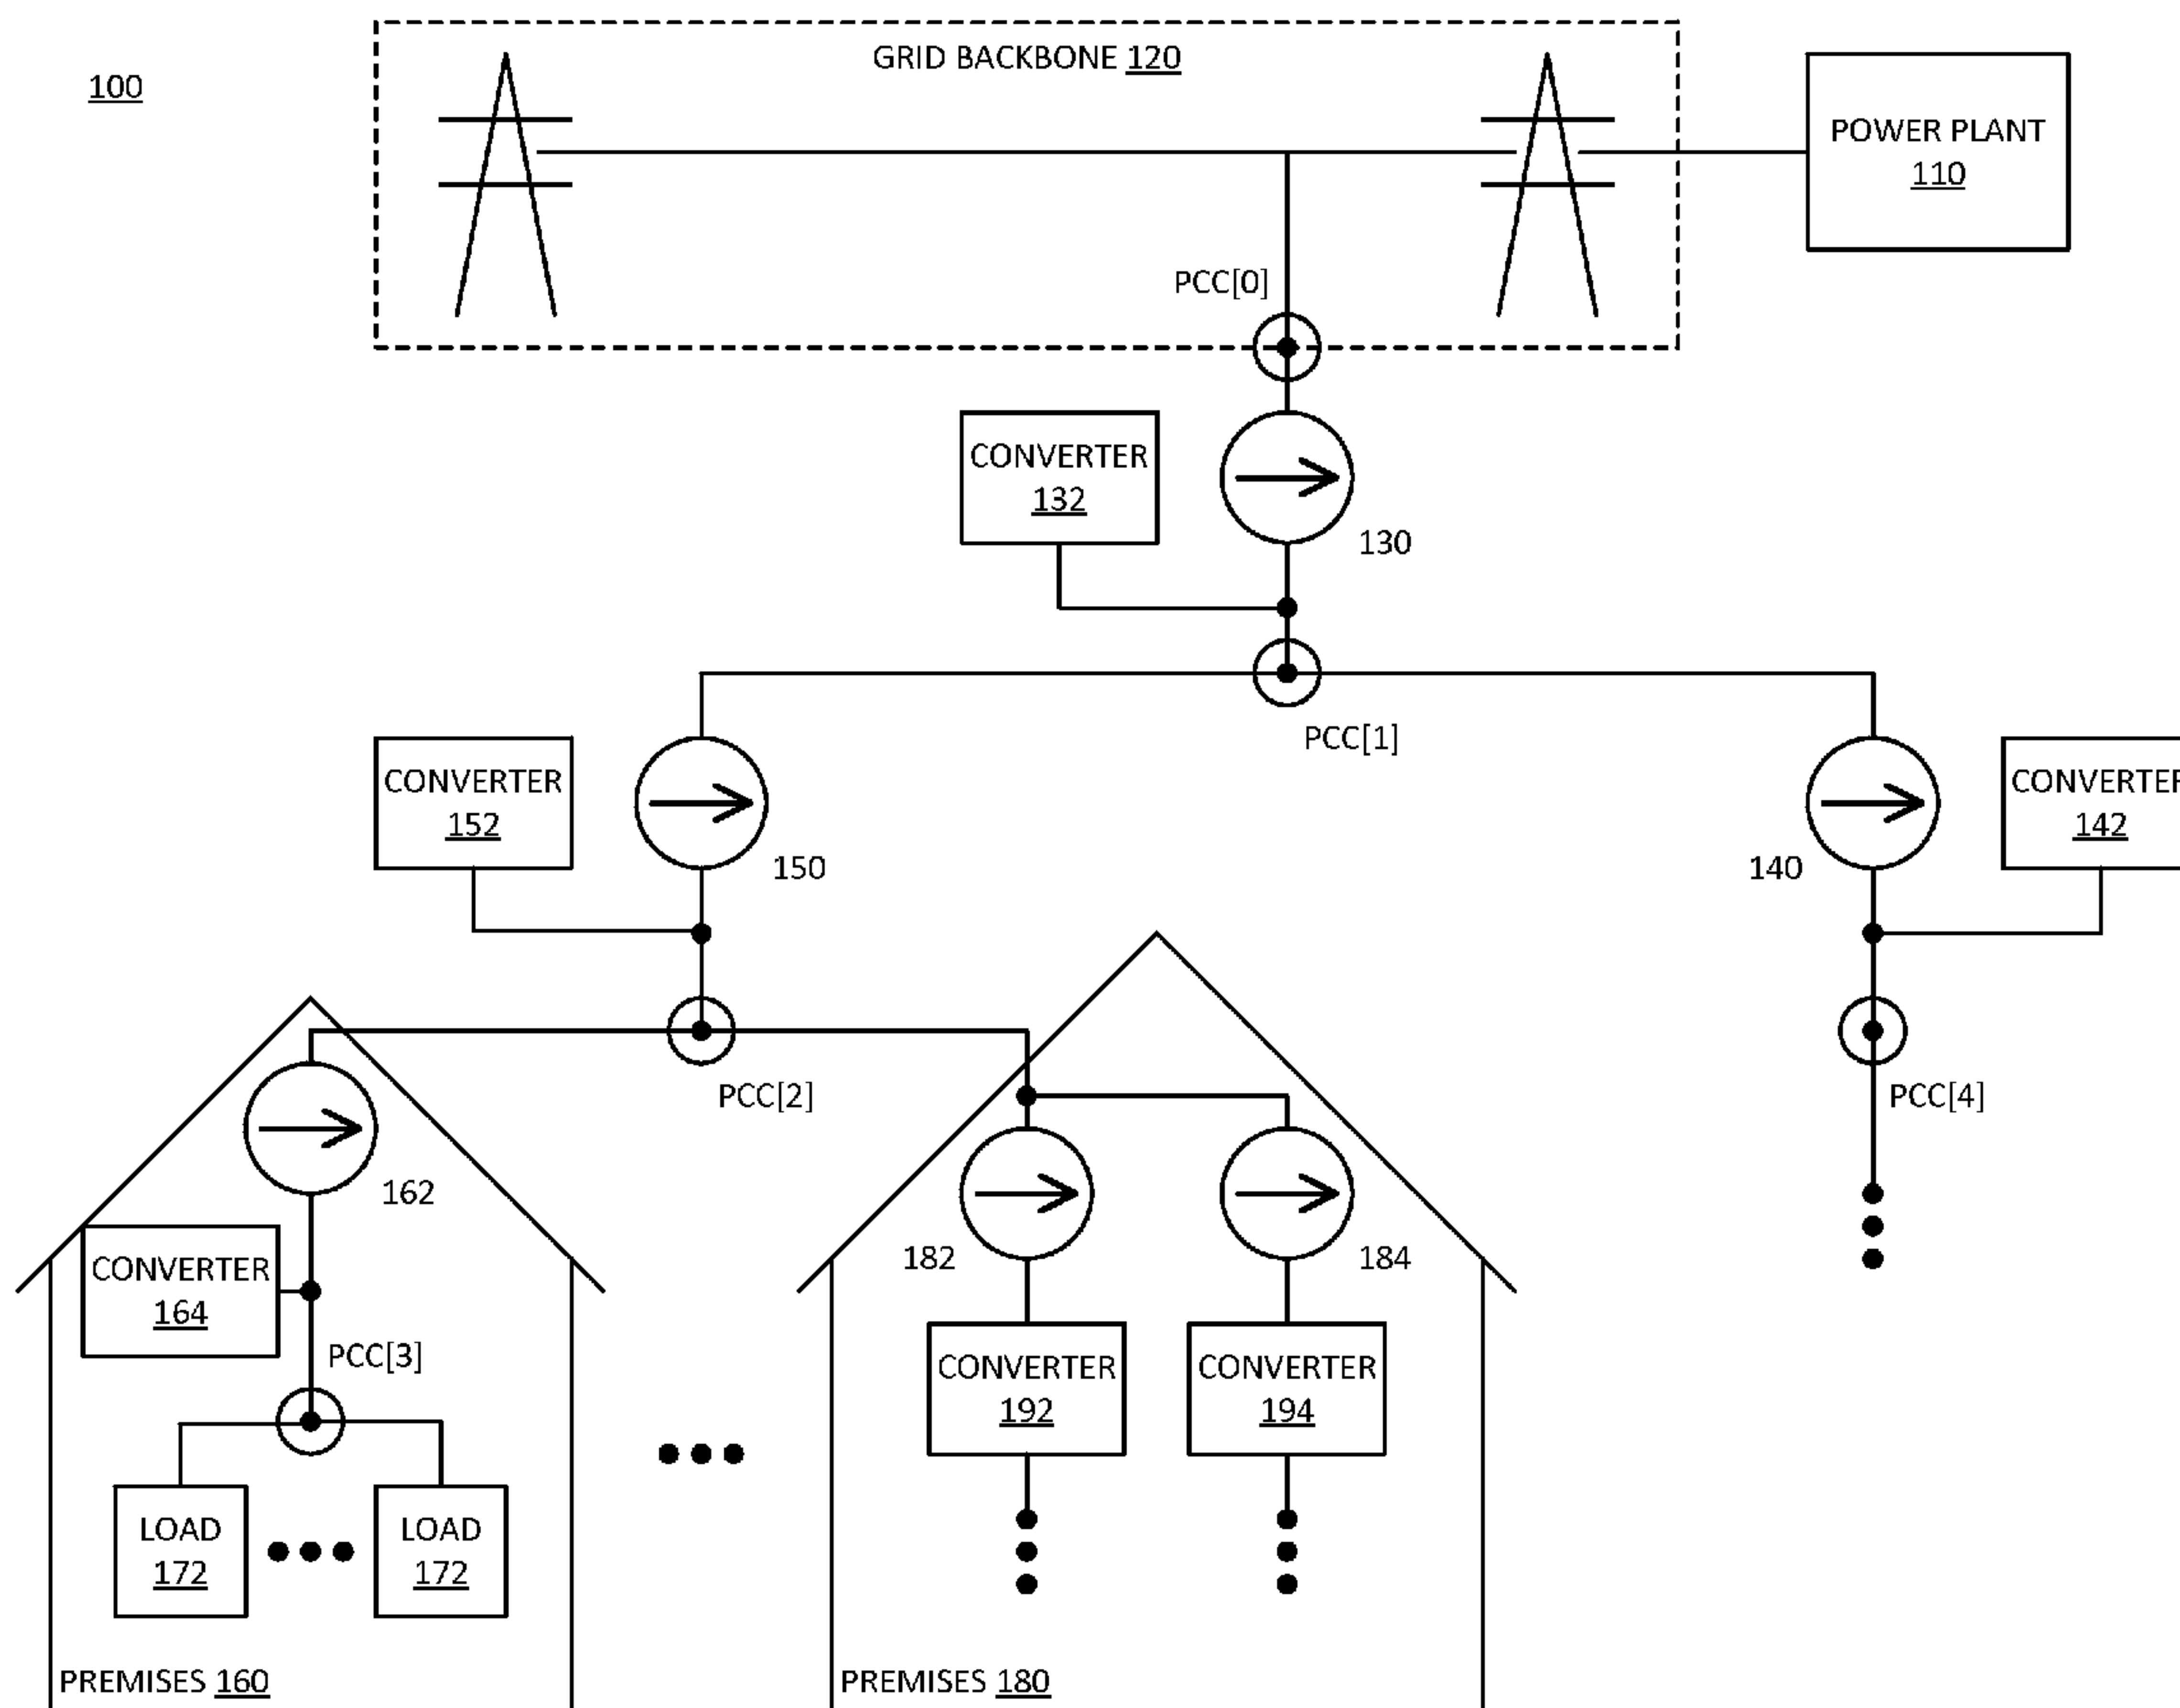 100
GRID BACKBONE 120
POWER PLANT
110
PCC[0]
CONVERTER
132
130
PCC[1]
CONVERTER
152
150
140
CONVERTER
142
PCC[2]
PCC[4]
162
182
184
CONVERTER
164
PCC[3]
CONVERTER
192
CONVERTER
194
LOAD
172
LOAD
172
PREMISES 160
PREMISES 180